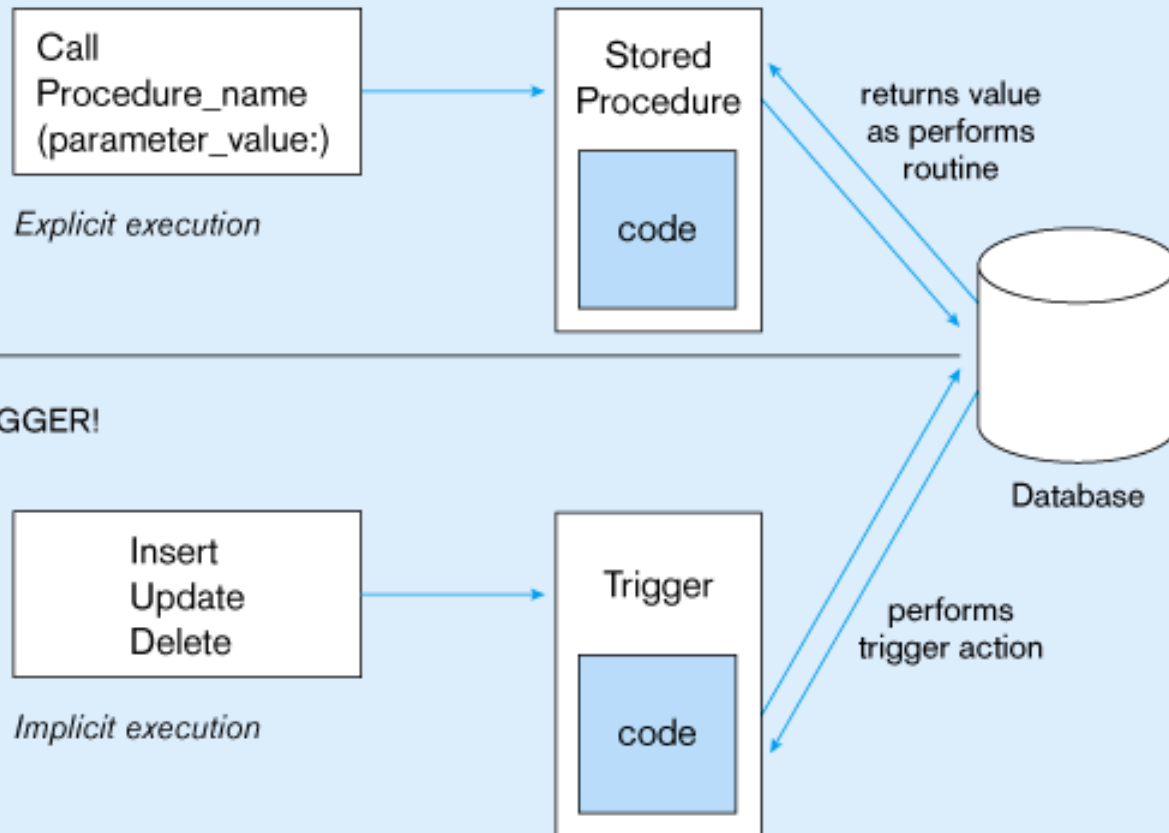 Call
Procedure_name
(parameter_value:)
Explicit execution
Stored
Procedure
code
returns value
as performs
routine
Database
GGER!
Insert
Update
Delete
Implicit execution
Trigger
code
performs
trigger action